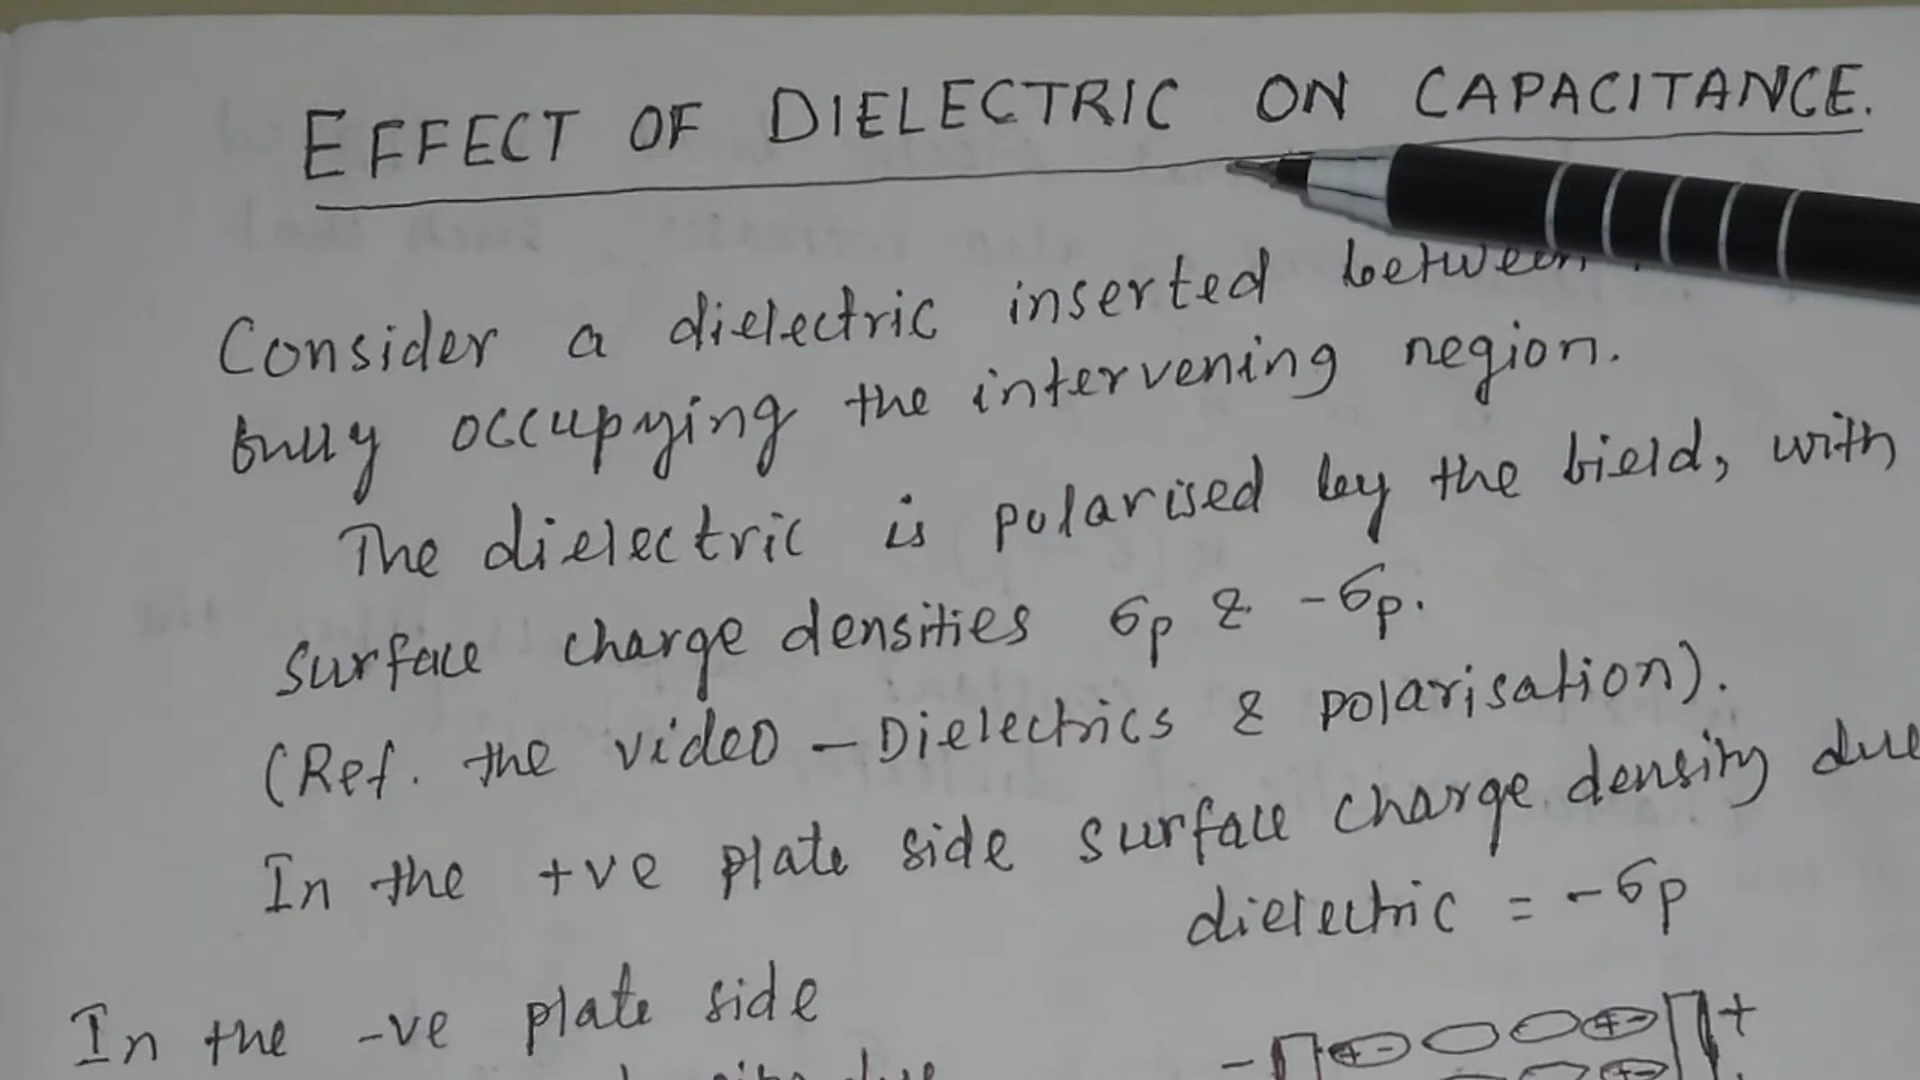 EFFECT OF DIELECTRIC ON CAPACITANCE.
Consider a dielectric inserted between
fully occupying the intervening region.
The dielectric is polarised by the field, with
surface charge densities σp & -σp.
(Ref. the video - Dielectrics & polarisation).
In the +ve plate side surface charge density due
dielectric = -σp
In the -ve plate side
- + - + - +
+ -